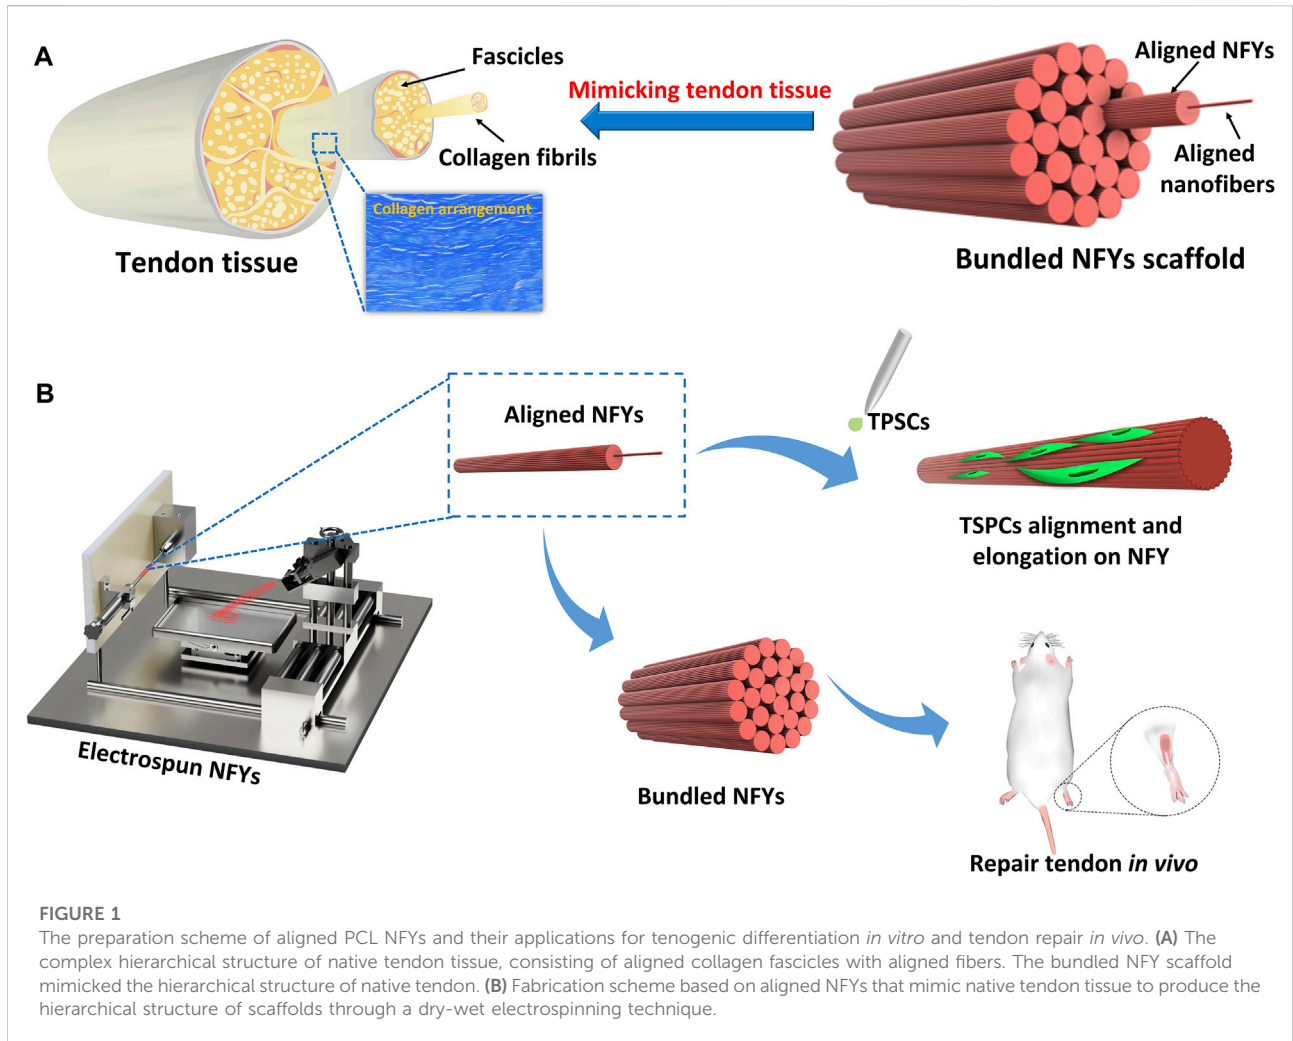 A
Fascicles
Collagen fibrils
Collagen arrangement
Tendon tissue
Mimicking tendon tissue
Aligned NFYs
Aligned
nanofibers
Bundled NFYs scaffold
B
Aligned NFYs
TPSCs
TSPCs alignment and
elongation on NFY
Electrospun NFYs
Bundled NFYs
Repair tendon in vivo
FIGURE 1
The preparation scheme of aligned PCL NFYs and their applications for tenogenic differentiation in vitro and tendon repair in vivo. (A) The
complex hierarchical structure of native tendon tissue, consisting of aligned collagen fascicles with aligned fibers. The bundled NFY scaffold
mimicked the hierarchical structure of native tendon. (B) Fabrication scheme based on aligned NFYs that mimic native tendon tissue to produce the
hierarchical structure of scaffolds through a dry-wet electrospinning technique.